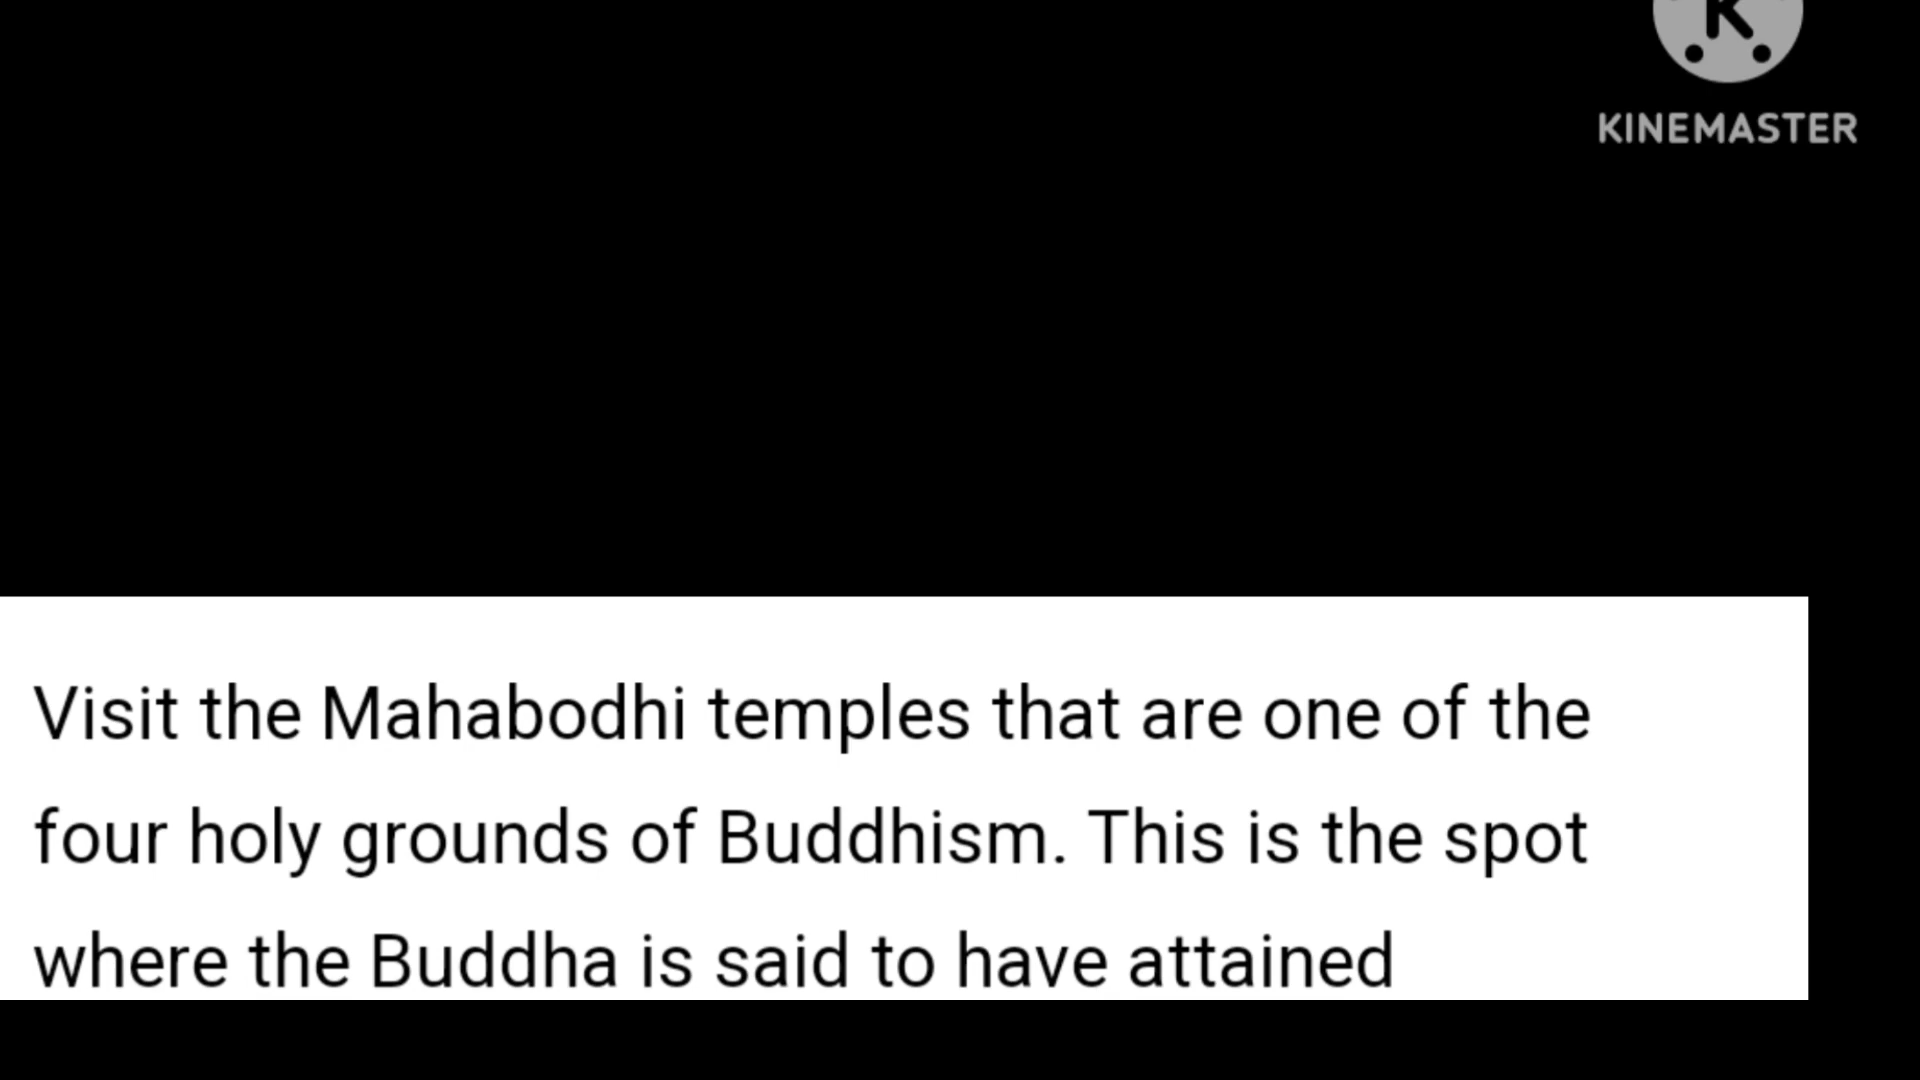 K
KINEMASTER
Visit the Mahabodhi temples that are one of the
four holy grounds of Buddhism. This is the spot
where the Buddha is said to have attained